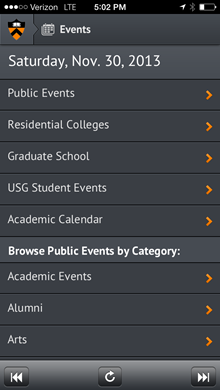 Verizon LTE 5:02 PM
Events
Saturday, Nov. 30, 2013
Public Events
Residential Colleges
Graduate School
USG Student Events
Academic Calendar
Browse Public Events by Category:
Academic Events
Alumni
Arts